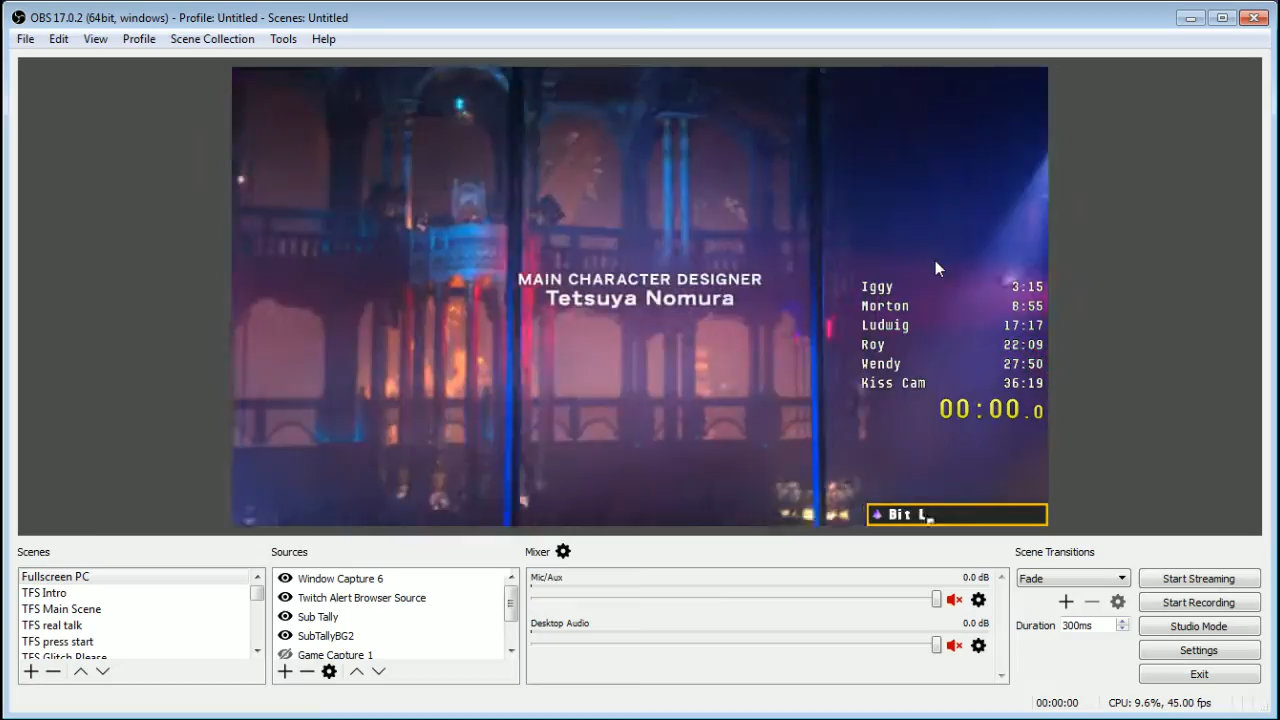 OBS 17.0.2 (64bit, windows) - Profile: Untitled - Scenes: Untitled
File Edit View Profile Scene Collection Tools Help
MAIN CHARACTER DESIGNER
Tetsuya Nomura
Iggy 3:15
Morton 8:55
Ludwig 17:17
Roy 22:09
Wendy 27:50
Kiss Cam 36:19
00:00.0
Bit L
Scenes
Fullscreen PC
TFS Intro
TFS Main Scene
TFS real talk
TFS press start
TFS Glitch Please
Sources
Window Capture 6
Twitch Alert Browser Source
Sub Tally
SubTallyBG2
Game Capture 1
Mixer
Mic/Aux 0.0 dB
Desktop Audio 0.0 dB
Scene Transitions
Fade
Duration 300ms
Start Streaming
Start Recording
Studio Mode
Settings
Exit
00:00:00 CPU: 9.6%, 45.00 fps